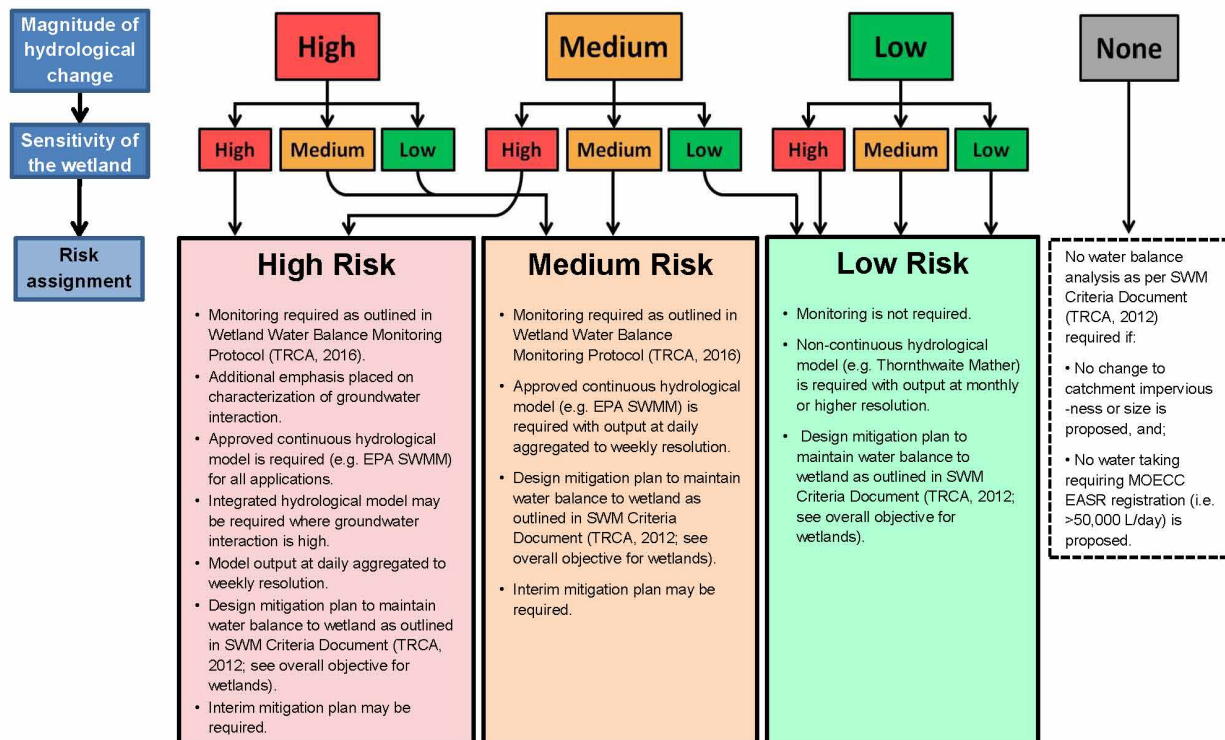 Magnitude of
hydrological
change
High
Medium
Low
None
Sensitivity of
the wetland
High
Medium
Low
High
Medium
Low
High
Medium
Low
Risk
assignment
High Risk
• Monitoring required as outlined in
Wetland Water Balance Monitoring
Protocol (TRCA, 2016).
• Additional emphasis placed on
characterization of groundwater
interaction.
• Approved continuous hydrological
model is required (e.g. EPA SWMM)
for all applications.
• Integrated hydrological model may
be required where groundwater
interaction is high.
• Model output at daily aggregated to
weekly resolution.
• Design mitigation plan to maintain
water balance to wetland as outlined
in SWM Criteria Document (TRCA,
2012; see overall objective for
wetlands).
• Interim mitigation plan may be
required.
Medium Risk
• Monitoring required as outlined in
Wetland Water Balance
Monitoring Protocol (TRCA, 2016)
• Approved continuous hydrological
model (e.g. EPA SWMM) is
required with output at daily
aggregated to weekly resolution.
• Design mitigation plan to maintain
water balance to wetland as
outlined in SWM Criteria
Document (TRCA, 2012; see
overall objective for wetlands).
• Interim mitigation plan may be
required.
Low Risk
• Monitoring is not required.
• Non-continuous hydrological
model (e.g. Thornthwaite Mather)
is required with output at monthly
or higher resolution.
• Design mitigation plan to
maintain water balance to
wetland as outlined in SWM
Criteria Document (TRCA, 2012;
see overall objective for
wetlands).
No water balance
analysis as per SWM
Criteria Document
(TRCA, 2012)
required if:
• No change to
catchment impervious
-ness or size is
proposed, and;
• No water taking
requiring MOECC
EASR registration (i.e.
>50,000 L/day) is
proposed.